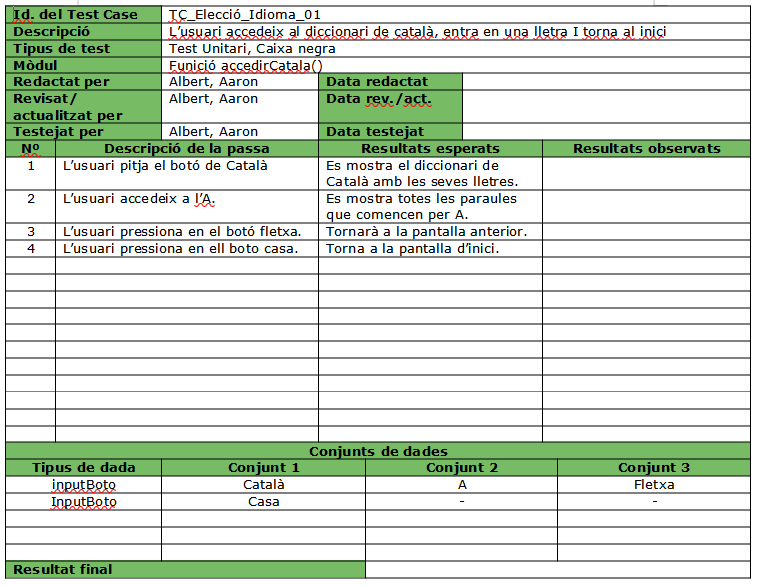 Id. del Test Case TC_Elecció_Idioma_01
Descripció L’usuari accedeix al diccionari de català, entra en una lletra I torna al inici
Tipus de test Test Unitari, Caixa negra
Mòdul Funició accedirCatala()
Redactat per Albert, Aaron Data redactat
Revisat/ Albert, Aaron Data rev./act.
actualitzat per
Testejat per Albert, Aaron Data testejat
Nº Descripció de la passa Resultats esperats Resultats observats
1 L’usuari pitja el botó de Català Es mostra el diccionari de
Català amb les seves lletres.
2 L’usuari accedeix a l’A. Es mostra totes les paraules
que comencen per A.
3 L’usuari pressiona en el botó fletxa. Tornarà a la pantalla anterior.
4 L’usuari pressiona en ell boto casa. Torna a la pantalla d’inici.
Conjunts de dades
Tipus de dada Conjunt 1 Conjunt 2 Conjunt 3
inputBoto Català A Fletxa
InputBoto Casa - -
Resultat final